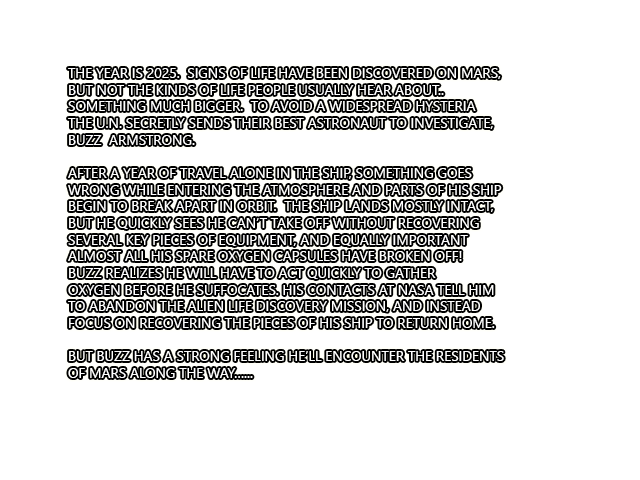 THE YEAR IS 2025.  SIGNS OF LIFE HAVE BEEN DISCOVERED ON MARS,
BUT NOT THE KINDS OF LIFE PEOPLE USUALLY HEAR ABOUT..
SOMETHING MUCH BIGGER.  TO AVOID A WIDESPREAD HYSTERIA
THE U.N. SECRETLY SENDS THEIR BEST ASTRONAUT TO INVESTIGATE,
BUZZ  ARMSTRONG.

AFTER A YEAR OF TRAVEL ALONE IN THE SHIP, SOMETHING GOES
WRONG WHILE ENTERING THE ATMOSPHERE AND PARTS OF HIS SHIP
BEGIN TO BREAK APART IN ORBIT.  THE SHIP LANDS MOSTLY INTACT,
BUT HE QUICKLY SEES HE CAN'T TAKE OFF WITHOUT RECOVERING
SEVERAL KEY PIECES OF EQUIPMENT, AND EQUALLY IMPORTANT
ALMOST ALL HIS SPARE OXYGEN CAPSULES HAVE BROKEN OFF!
BUZZ REALIZES HE WILL HAVE TO ACT QUICKLY TO GATHER
OXYGEN BEFORE HE SUFFOCATES. HIS CONTACTS AT NASA TELL HIM
TO ABANDON THE ALIEN LIFE DISCOVERY MISSION, AND INSTEAD
FOCUS ON RECOVERING THE PIECES OF HIS SHIP TO RETURN HOME.

BUT BUZZ HAS A STRONG FEELING HE'LL ENCOUNTER THE RESIDENTS
OF MARS ALONG THE WAY......